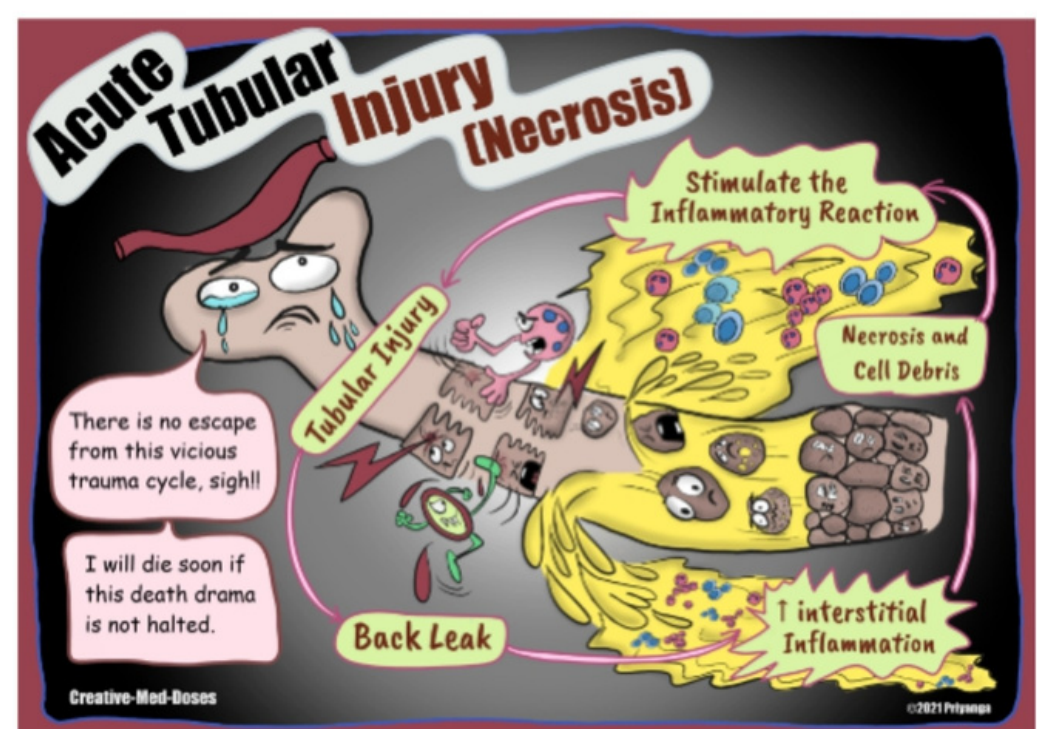 Acute
Tubular
Injury
(Necrosis)
Stimulate the
Inflammatory Reaction
Tubular Injury
Necrosis and
Cell Debris
There is no escape
from this vicious
trauma cycle, sigh!!
I will die soon if
this death drama
is not halted.
Back Leak
↑ interstitial
Inflammation
Creative-Med-Doses
©2021 Priyanga